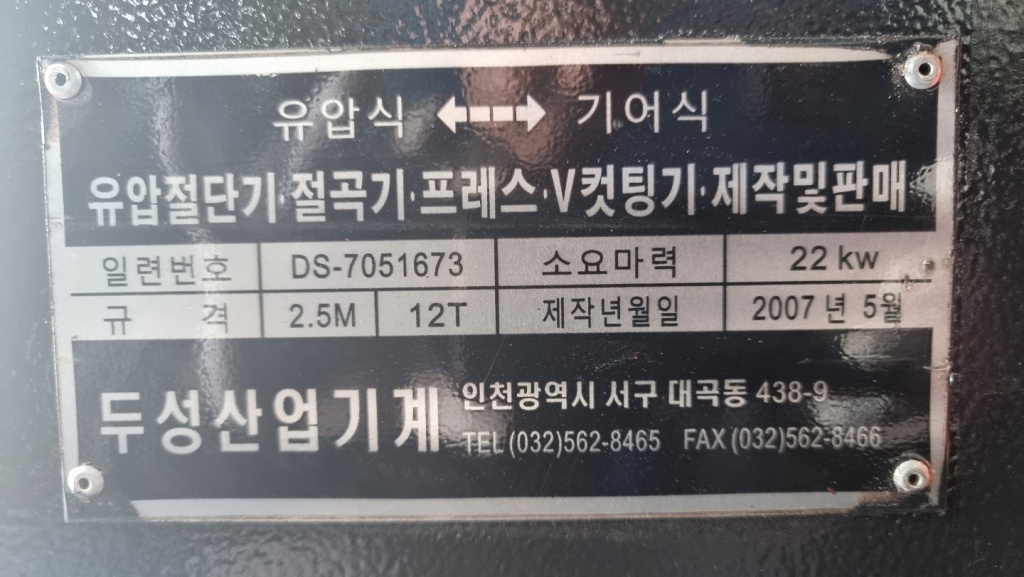 유압식 ⟷ 기어식
유압절단기·절곡기·프레스·V컷팅기·제작및판매
일련번호 DS-7051673 소요마력 22 kw
규 격 2.5M 12T 제작년월일 2007 년 5월
두성산업기계
인천광역시 서구 대곡동 438-9
TEL (032)562-8465 FAX (032)562-8466